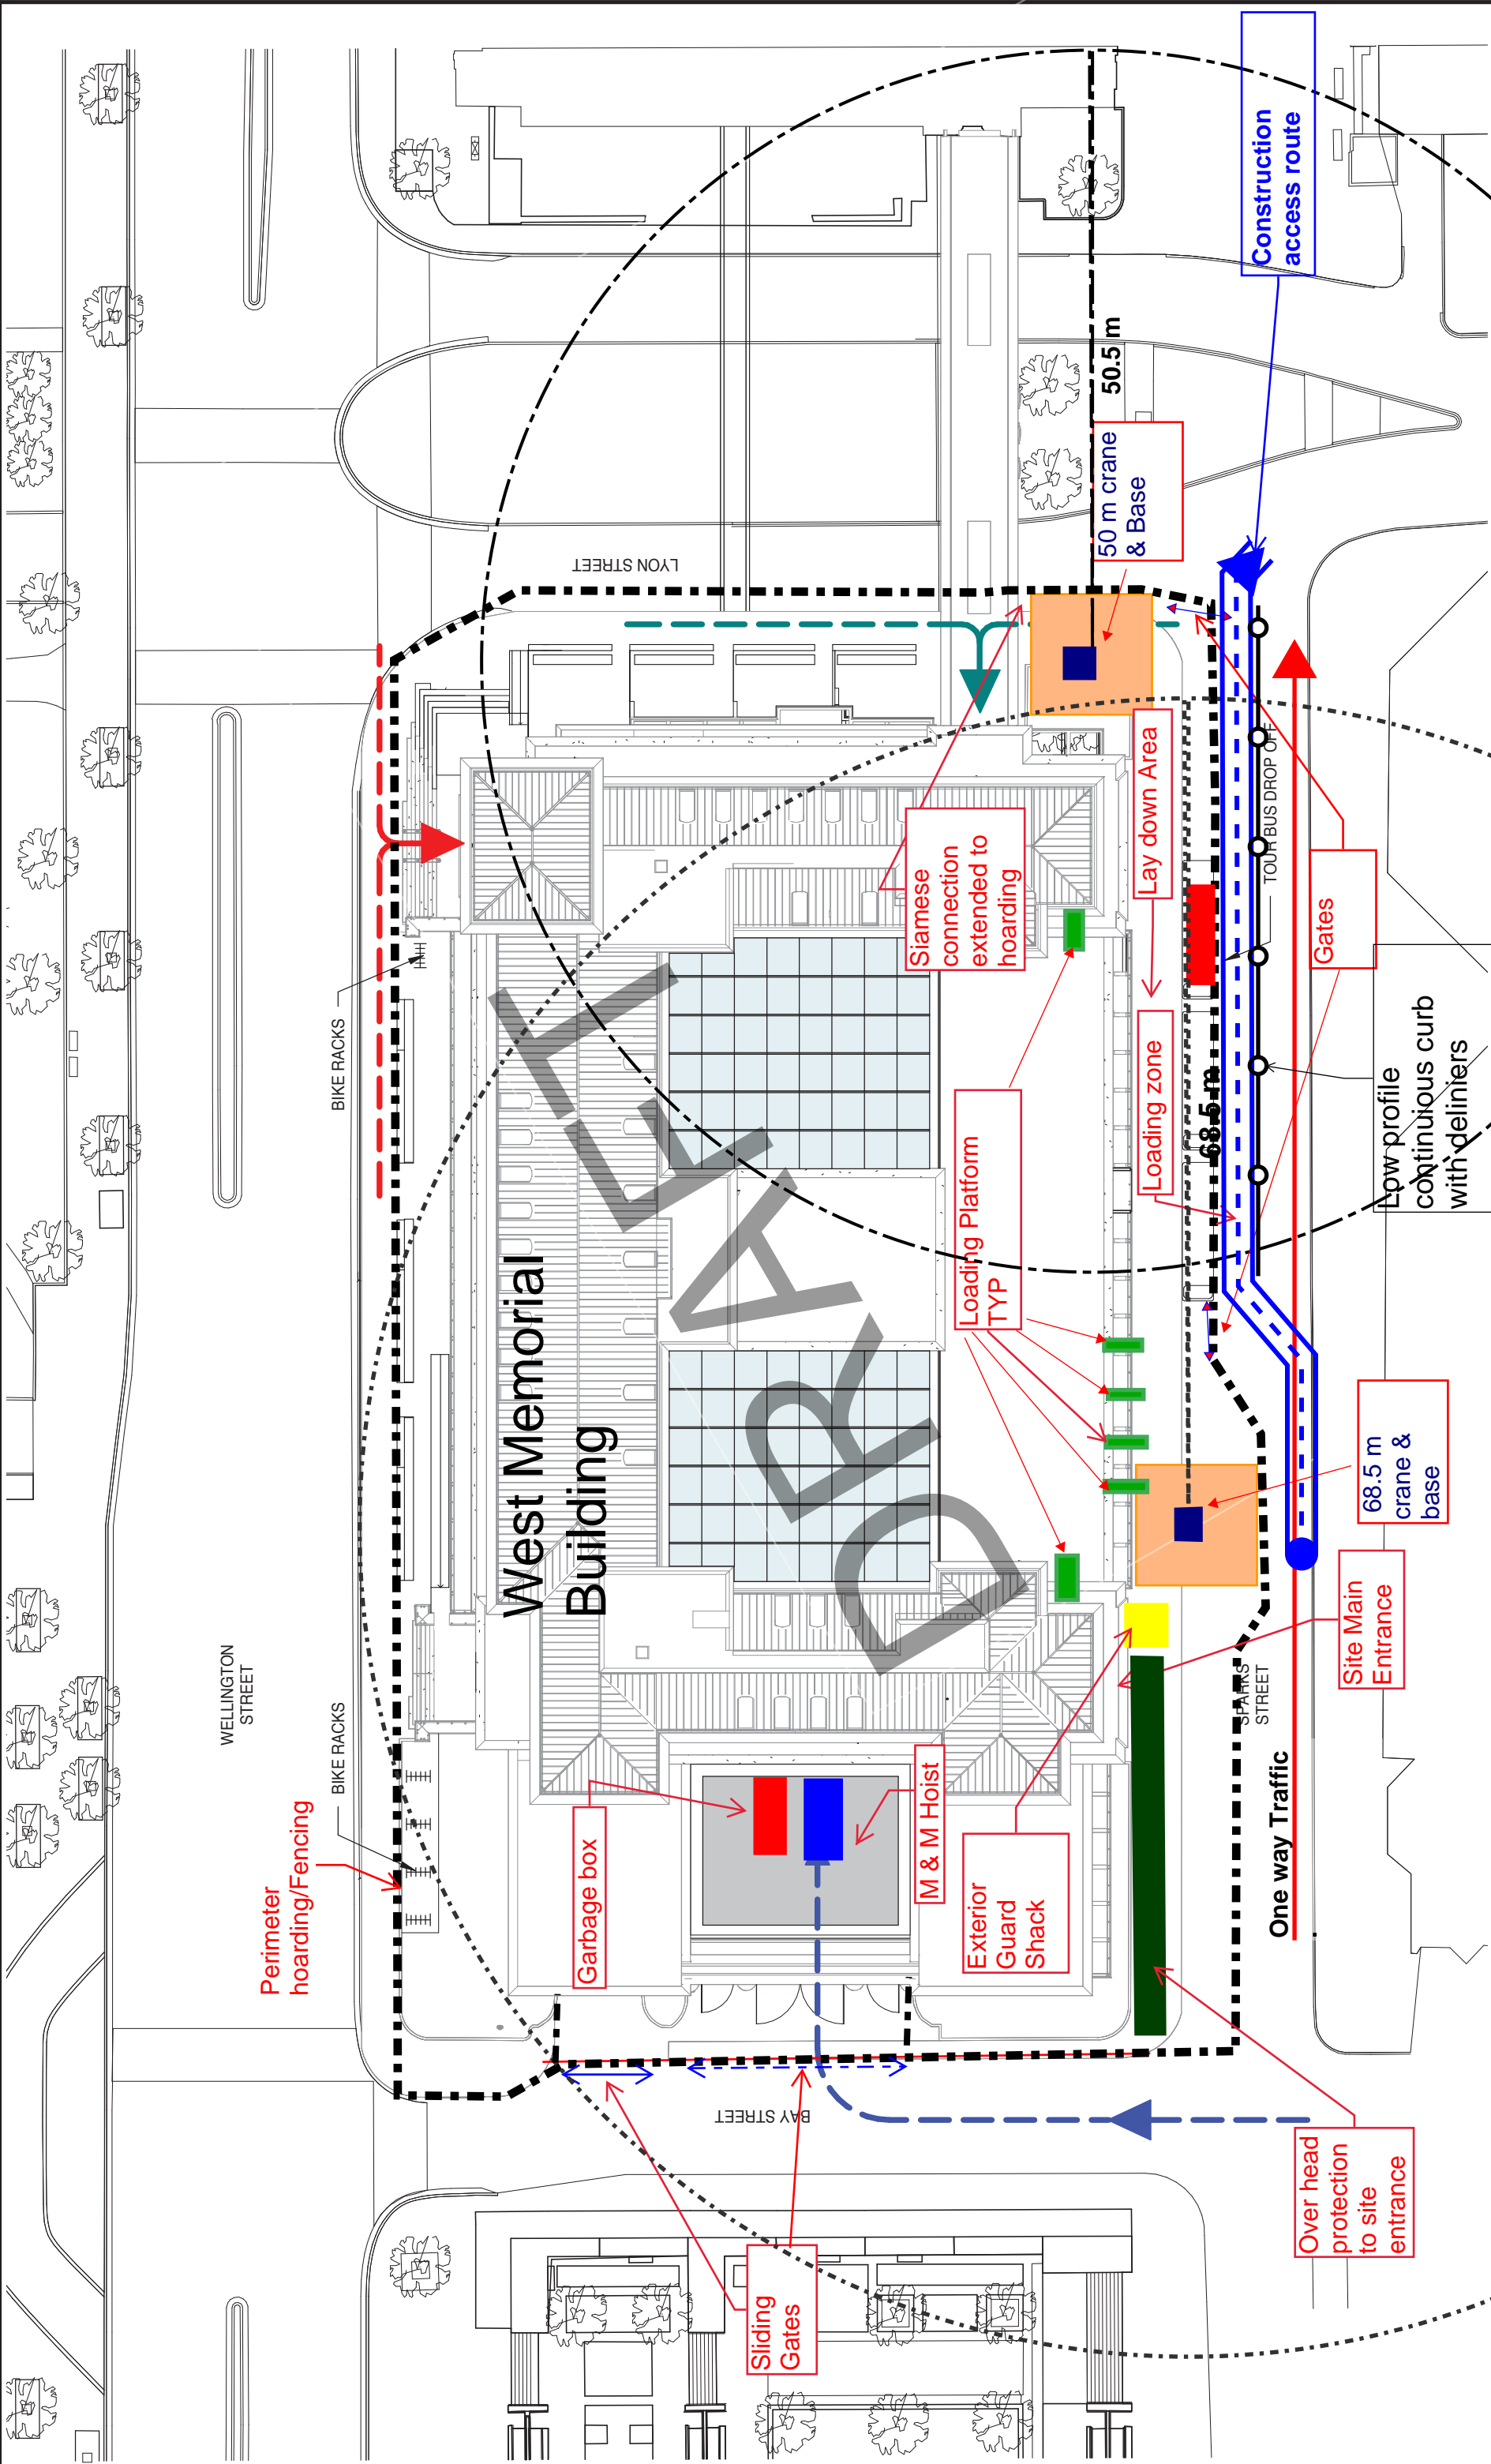 Construction
access route
50.5 m
50 m crane
& Base
LYON STREET
TOUR BUS DROP OFF
Lay down Area
Siamese
connection
extended to
hoarding
Gates
BIKE RACKS
Low profile
continuious curb
with deliniers
68.5 m
Loading zone
Loading Platform
TYP
DRAFT
West Memorial
Building
68.5 m
crane &
base
Site Main
Entrance
SPARKS
STREET
WELLINGTON
STREET
BIKE RACKS
One way Traffic
M & M Hoist
Garbage box
Exterior
Guard
Shack
Perimeter
hoarding/Fencing
BAY STREET
Over head
protection
to site
entrance
Sliding
Gates